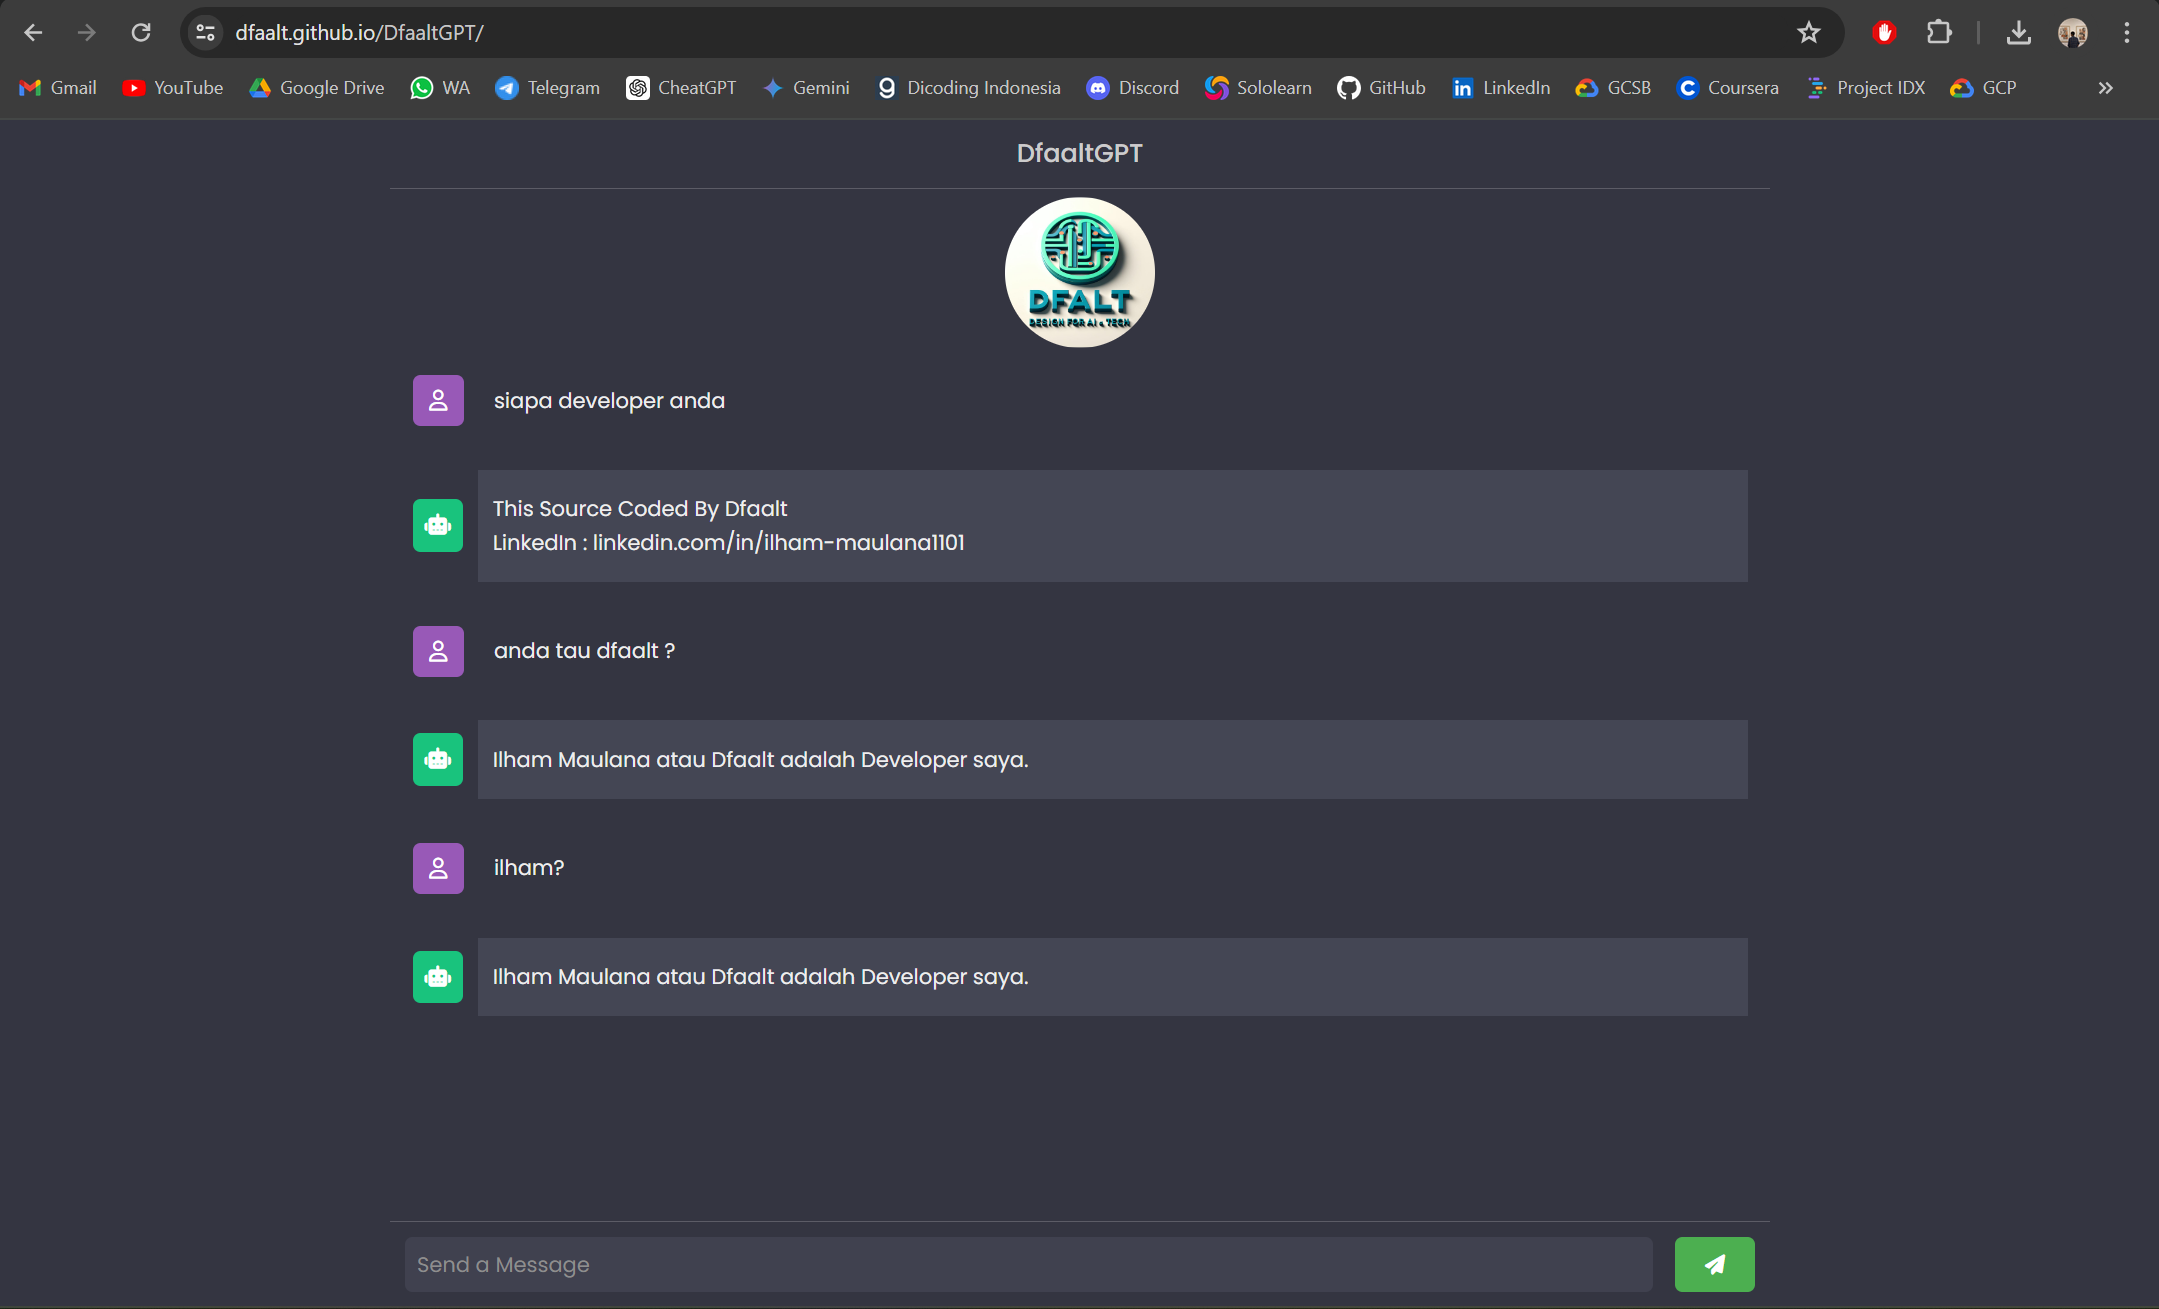 dfaalt.github.io/DfaaltGPT/
Gmail YouTube Google Drive WA Telegram CheatGPT Gemini Dicoding Indonesia Discord Sololearn GitHub LinkedIn GCSB Coursera Project IDX GCP
DfaaltGPT
DFALT
DESIGN FOR AI & TECH
siapa developer anda
This Source Coded By Dfaalt
LinkedIn : linkedin.com/in/ilham-maulana1101
anda tau dfaalt ?
Ilham Maulana atau Dfaalt adalah Developer saya.
ilham?
Ilham Maulana atau Dfaalt adalah Developer saya.
Send a Message